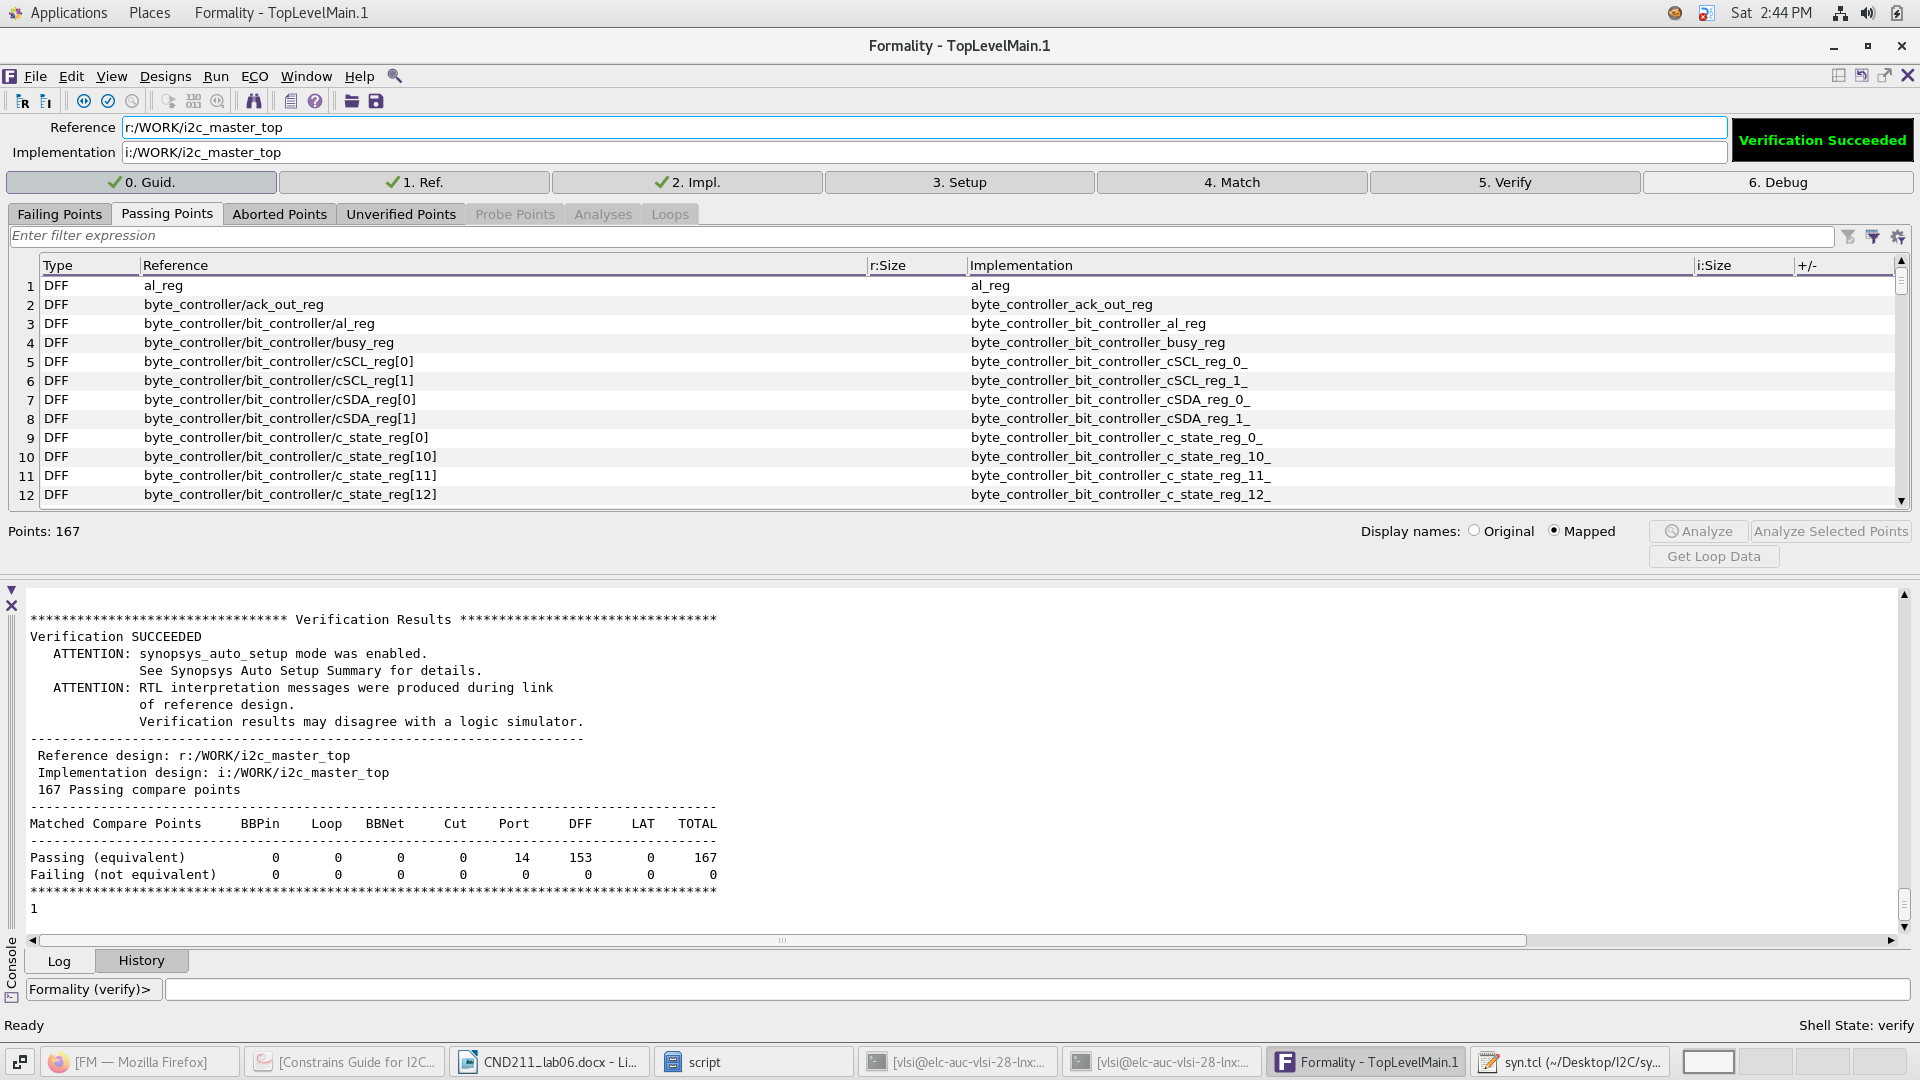 Applications Places Formality - TopLevelMain.1 Sat 2:44 PM
Formality - TopLevelMain.1
File Edit View Designs Run ECO Window Help
Reference r:/WORK/i2c_master_top
Implementation i:/WORK/i2c_master_top
Verification Succeeded
0. Guid. 1. Ref. 2. Impl. 3. Setup 4. Match 5. Verify 6. Debug
Failing Points Passing Points Aborted Points Unverified Points Probe Points Analyses Loops
Enter filter expression
Type Reference r:Size Implementation i:Size +/-
1 DFF al_reg al_reg
2 DFF byte_controller/ack_out_reg byte_controller_ack_out_reg
3 DFF byte_controller/bit_controller/al_reg byte_controller_bit_controller_al_reg
4 DFF byte_controller/bit_controller/busy_reg byte_controller_bit_controller_busy_reg
5 DFF byte_controller/bit_controller/cSCL_reg[0] byte_controller_bit_controller_cSCL_reg_0_
6 DFF byte_controller/bit_controller/cSCL_reg[1] byte_controller_bit_controller_cSCL_reg_1_
7 DFF byte_controller/bit_controller/cSDA_reg[0] byte_controller_bit_controller_cSDA_reg_0_
8 DFF byte_controller/bit_controller/cSDA_reg[1] byte_controller_bit_controller_cSDA_reg_1_
9 DFF byte_controller/bit_controller/c_state_reg[0] byte_controller_bit_controller_c_state_reg_0_
10 DFF byte_controller/bit_controller/c_state_reg[10] byte_controller_bit_controller_c_state_reg_10_
11 DFF byte_controller/bit_controller/c_state_reg[11] byte_controller_bit_controller_c_state_reg_11_
12 DFF byte_controller/bit_controller/c_state_reg[12] byte_controller_bit_controller_c_state_reg_12_
Points: 167 Display names: Original Mapped Analyze Analyze Selected Points
Get Loop Data
********************************* Verification Results *********************************
Verification SUCCEEDED
ATTENTION: synopsys_auto_setup mode was enabled.
See Synopsys Auto Setup Summary for details.
ATTENTION: RTL interpretation messages were produced during link
of reference design.
Verification results may disagree with a logic simulator.
-----------------------------------------------------------------------
Reference design: r:/WORK/i2c_master_top
Implementation design: i:/WORK/i2c_master_top
167 Passing compare points
----------------------------------------------------------------------------------------
Matched Compare Points BBPin Loop BBNet Cut Port DFF LAT TOTAL
----------------------------------------------------------------------------------------
Passing (equivalent) 0 0 0 0 14 153 0 167
Failing (not equivalent) 0 0 0 0 0 0 0 0
****************************************************************************************
1
Console
Log History
Formality (verify)>
Ready Shell State: verify
[FM — Mozilla Firefox] [Constrains Guide for I2C... CND211_lab06.docx - Li... script [vlsi@elc-auc-vlsi-28-lnx:... [vlsi@elc-auc-vlsi-28-lnx:... Formality - TopLevelMain.1 syn.tcl (~/Desktop/I2C/sy...